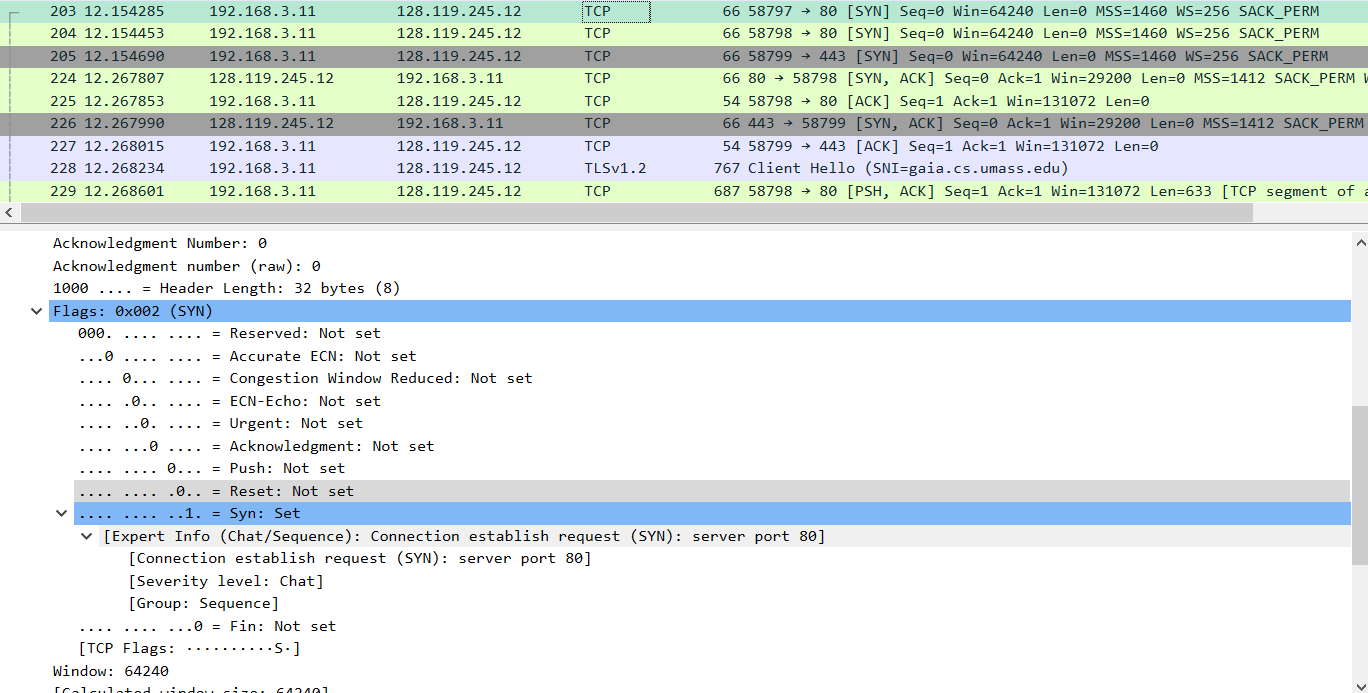 203 12.154285 192.168.3.11 128.119.245.12 TCP 66 58797 → 80 [SYN] Seq=0 Win=64240 Len=0 MSS=1460 WS=256 SACK_PERM
204 12.154453 192.168.3.11 128.119.245.12 TCP 66 58798 → 80 [SYN] Seq=0 Win=64240 Len=0 MSS=1460 WS=256 SACK_PERM
205 12.154690 192.168.3.11 128.119.245.12 TCP 66 58799 → 443 [SYN] Seq=0 Win=64240 Len=0 MSS=1460 WS=256 SACK_PERM
224 12.267807 128.119.245.12 192.168.3.11 TCP 66 80 → 58798 [SYN, ACK] Seq=0 Ack=1 Win=29200 Len=0 MSS=1412 SACK_PERM W
225 12.267853 192.168.3.11 128.119.245.12 TCP 54 58798 → 80 [ACK] Seq=1 Ack=1 Win=131072 Len=0
226 12.267990 128.119.245.12 192.168.3.11 TCP 66 443 → 58799 [SYN, ACK] Seq=0 Ack=1 Win=29200 Len=0 MSS=1412 SACK_PERM
227 12.268015 192.168.3.11 128.119.245.12 TCP 54 58799 → 443 [ACK] Seq=1 Ack=1 Win=131072 Len=0
228 12.268234 192.168.3.11 128.119.245.12 TLSv1.2 767 Client Hello (SNI=gaia.cs.umass.edu)
229 12.268601 192.168.3.11 128.119.245.12 TCP 687 58798 → 80 [PSH, ACK] Seq=1 Ack=1 Win=131072 Len=633 [TCP segment of a
Acknowledgment Number: 0
Acknowledgment number (raw): 0
1000 .... = Header Length: 32 bytes (8)
Flags: 0x002 (SYN)
000. .... .... = Reserved: Not set
...0 .... .... = Accurate ECN: Not set
.... 0... .... = Congestion Window Reduced: Not set
.... .0.. .... = ECN-Echo: Not set
.... ..0. .... = Urgent: Not set
.... ...0 .... = Acknowledgment: Not set
.... .... 0... = Push: Not set
.... .... .0.. = Reset: Not set
.... .... ..1. = Syn: Set
[Expert Info (Chat/Sequence): Connection establish request (SYN): server port 80]
[Connection establish request (SYN): server port 80]
[Severity level: Chat]
[Group: Sequence]
.... .... ...0 = Fin: Not set
[TCP Flags: ··········S·]
Window: 64240
[Calculated window size: 64240]